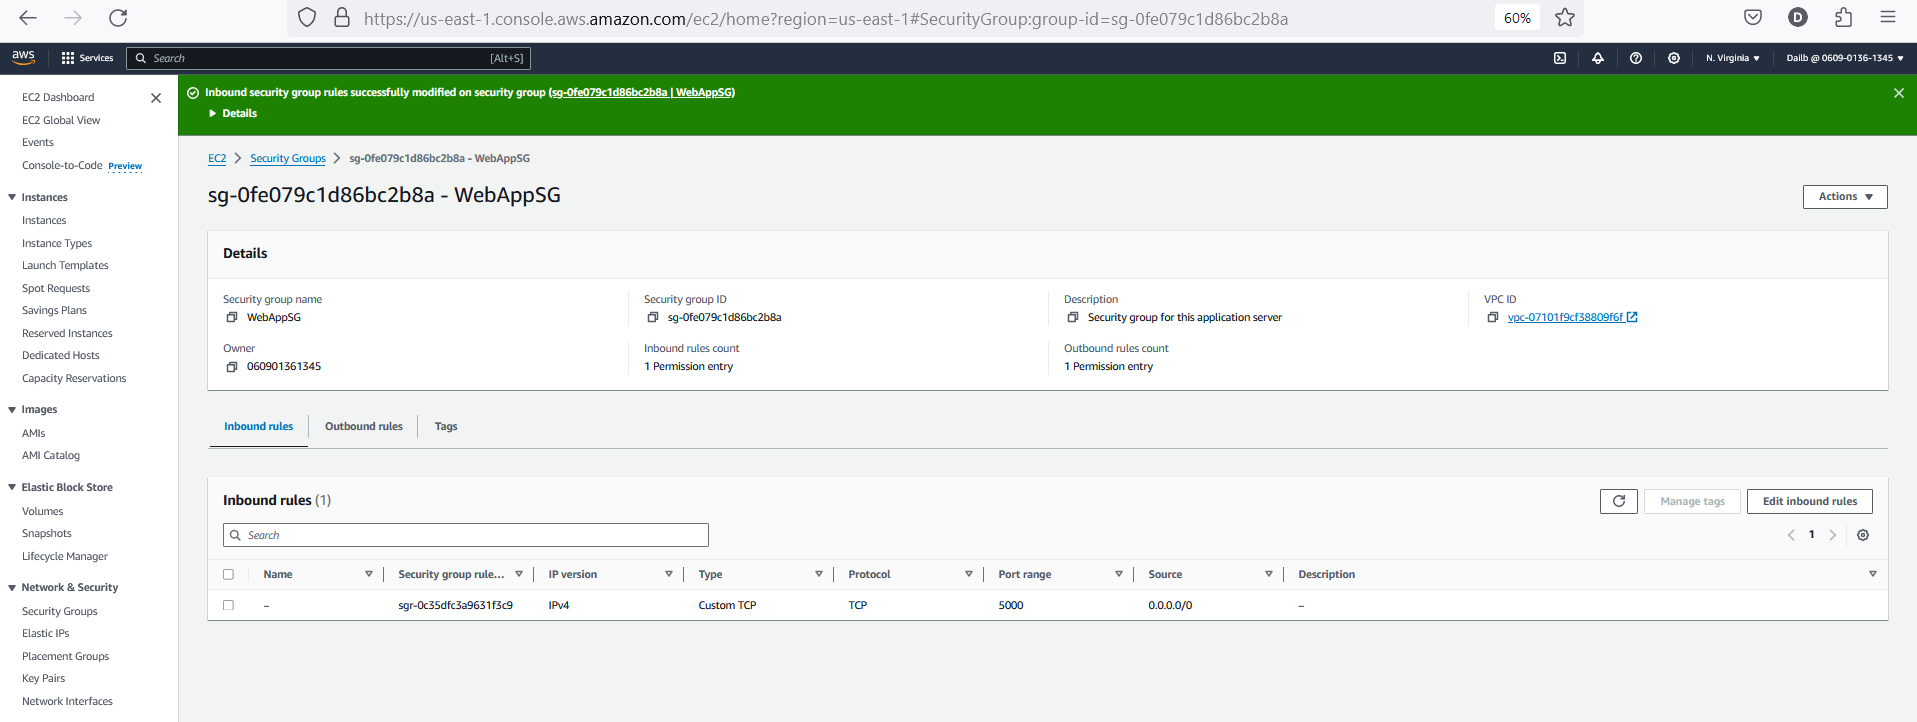 https://us-east-1.console.aws.amazon.com/ec2/home?region=us-east-1#SecurityGroup:group-id=sg-0fe079c1d86bc2b8a
60%
D
aws
Services
Search
[Alt+S]
N. Virginia
Dailb @ 0609-0136-1345
EC2 Dashboard
EC2 Global View
Events
Console-to-Code Preview
Instances
Instances
Instance Types
Launch Templates
Spot Requests
Savings Plans
Reserved Instances
Dedicated Hosts
Capacity Reservations
Images
AMIs
AMI Catalog
Elastic Block Store
Volumes
Snapshots
Lifecycle Manager
Network & Security
Security Groups
Elastic IPs
Placement Groups
Key Pairs
Network Interfaces
Inbound security group rules successfully modified on security group (sg-0fe079c1d86bc2b8a | WebAppSG)
Details
EC2 > Security Groups > sg-0fe079c1d86bc2b8a - WebAppSG
sg-0fe079c1d86bc2b8a - WebAppSG
Actions
Details
Security group name
WebAppSG
Security group ID
sg-0fe079c1d86bc2b8a
Description
Security group for this application server
VPC ID
vpc-07101f9cf38809f6f
Owner
060901361345
Inbound rules count
1 Permission entry
Outbound rules count
1 Permission entry
Inbound rules
Outbound rules
Tags
Inbound rules (1)
Manage tags
Edit inbound rules
Search
1
Name Security group rule... IP version Type Protocol Port range Source Description
– sgr-0c35dfc3a9631f3c9 IPv4 Custom TCP TCP 5000 0.0.0.0/0 –